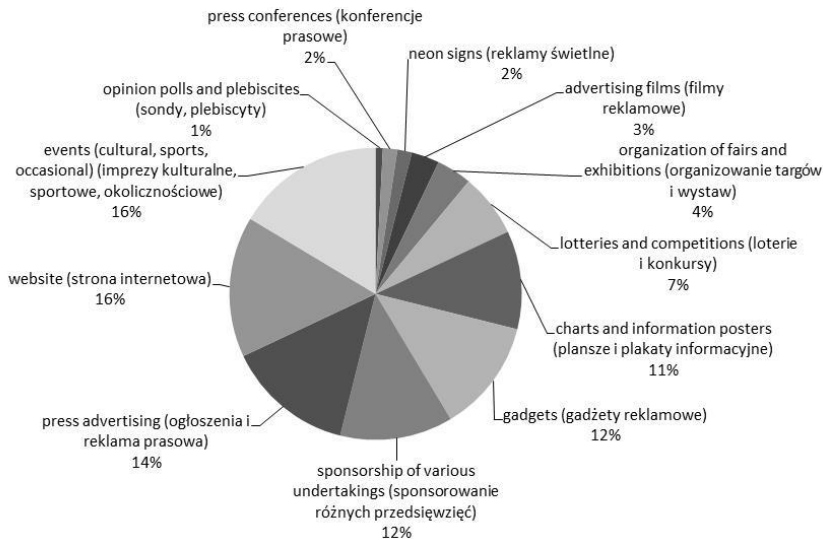 press conferences (konferencje
prasowe)
2%
neon signs (reklamy świetlne)
2%
advertising films (filmy
reklamowe)
3%
organization of fairs and
exhibitions (organizowanie targów
i wystaw)
4%
lotteries and competitions (loterie
i konkursy)
7%
charts and information posters
(plansze i plakaty informacyjne)
11%
gadgets (gadżety reklamowe)
12%
sponsorship of various
undertakings (sponsorowanie
różnych przedsięwzięć)
12%
press advertising (ogłoszenia i
reklama prasowa)
14%
website (strona internetowa)
16%
events (cultural, sports,
occasional) (imprezy kulturalne,
sportowe, okolicznościowe)
16%
opinion polls and plebiscites
(sondy, plebiscyty)
1%